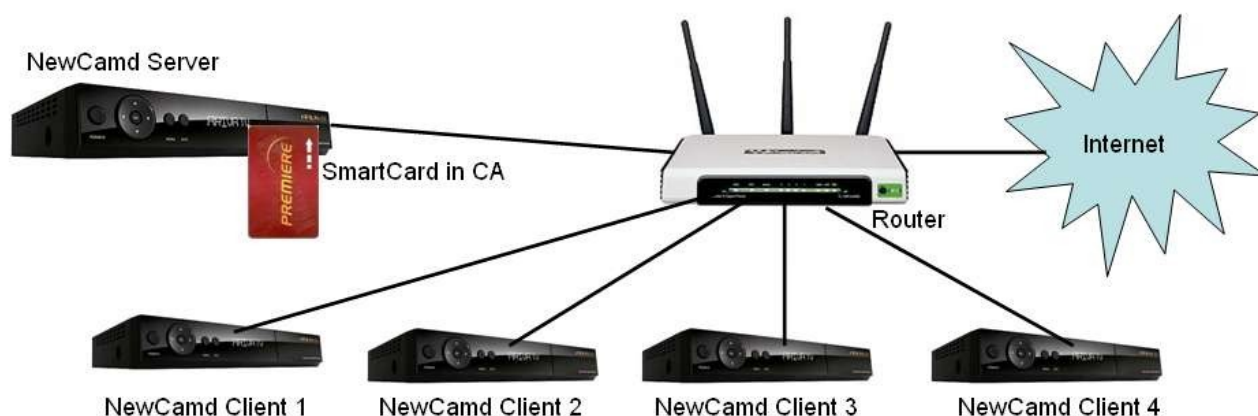 NewCamd Server
SmartCard in CA
PREMIERE
Internet
Router
NewCamd Client 1
NewCamd Client 2
NewCamd Client 3
NewCamd Client 4